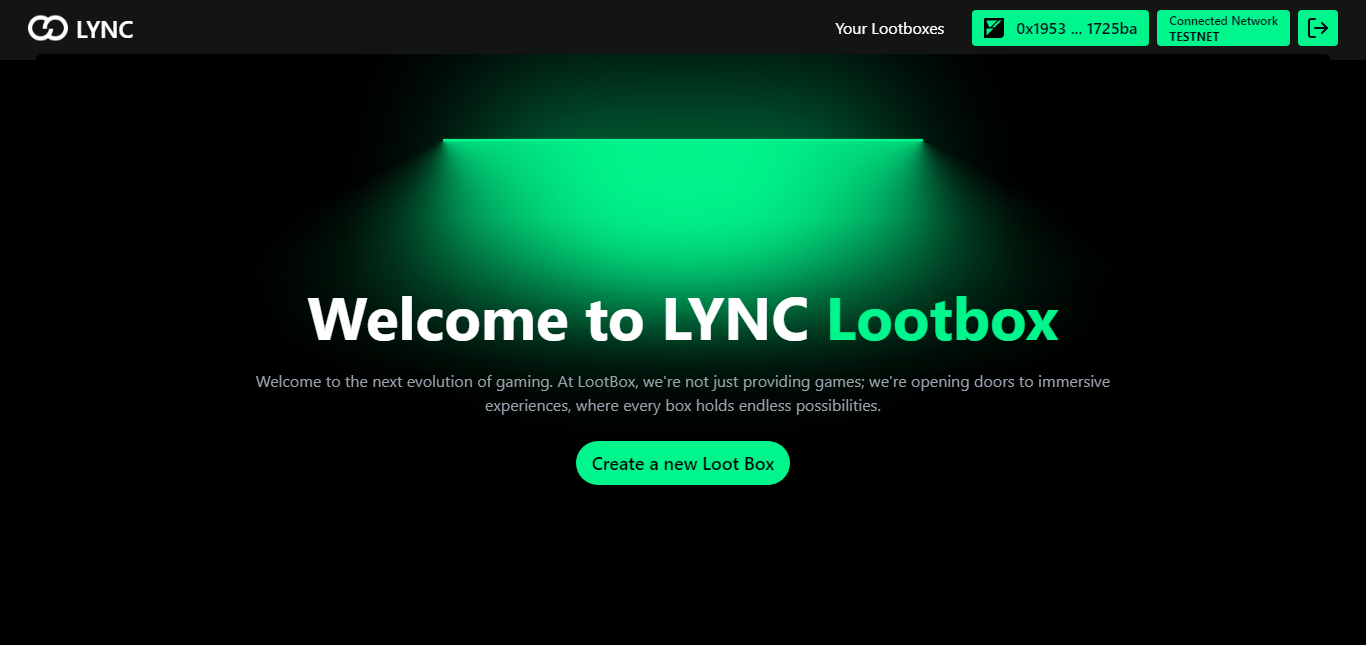 LYNC
Your Lootboxes
0x1953 ... 1725ba
Connected Network
TESTNET
Welcome to LYNC Lootbox
Welcome to the next evolution of gaming. At LootBox, we're not just providing games; we're opening doors to immersive
experiences, where every box holds endless possibilities.
Create a new Loot Box